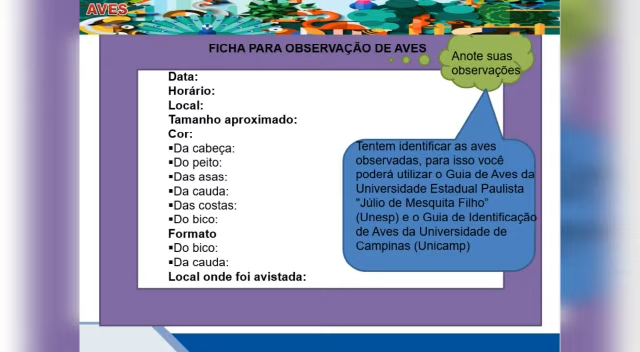 AVES
FICHA PARA OBSERVAÇÃO DE AVES
Anote suas
observações
Data:
Horário:
Local:
Tamanho aproximado:
Cor:
▪Da cabeça:
▪Do peito:
▪Das asas:
▪Da cauda:
▪Das costas:
▪Do bico:
Formato
▪Do bico:
▪Da cauda:
Local onde foi avistada:
Tentem identificar as aves
observadas, para isso você
poderá utilizar o Guia de Aves da
Universidade Estadual Paulista
"Júlio de Mesquita Filho”
(Unesp) e o Guia de Identificação
de Aves da Universidade de
Campinas (Unicamp)